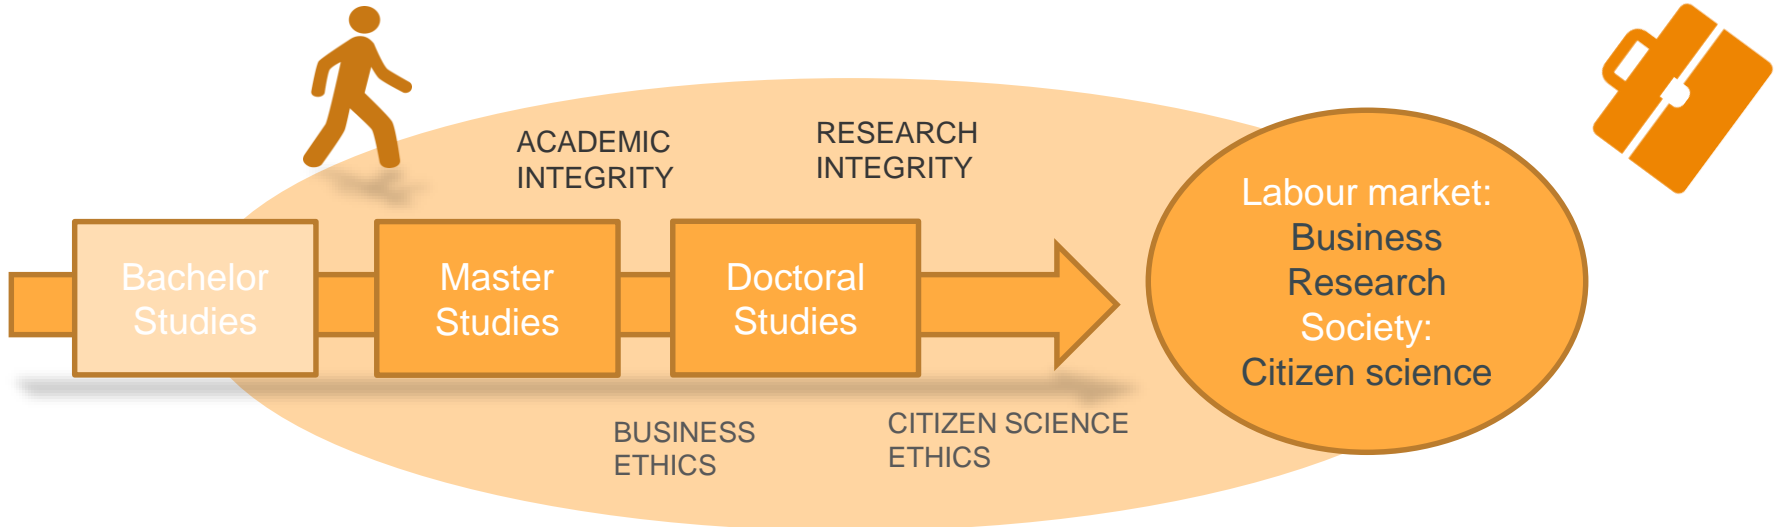 ACADEMIC
INTEGRITY
RESEARCH
INTEGRITY
Bachelor
Studies
Master
Studies
Doctoral
Studies
Labour market:
Business
Research
Society:
Citizen science
BUSINESS
ETHICS
CITIZEN SCIENCE
ETHICS